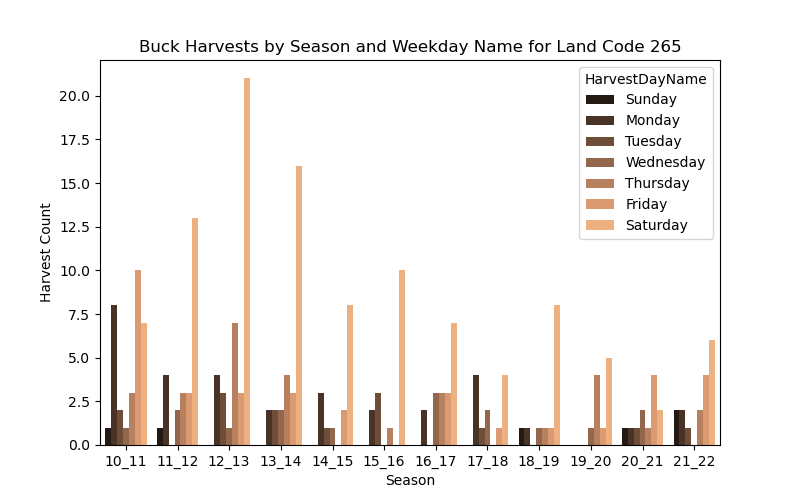 Buck Harvests by Season and Weekday Name for Land Code 265
HarvestDayName
Sunday
Monday
Tuesday
Wednesday
Thursday
Friday
Saturday
Harvest Count
20.0
17.5
15.0
12.5
10.0
7.5
5.0
2.5
0.0
10_11 11_12 12_13 13_14 14_15 15_16 16_17 17_18 18_19 19_20 20_21 21_22
Season